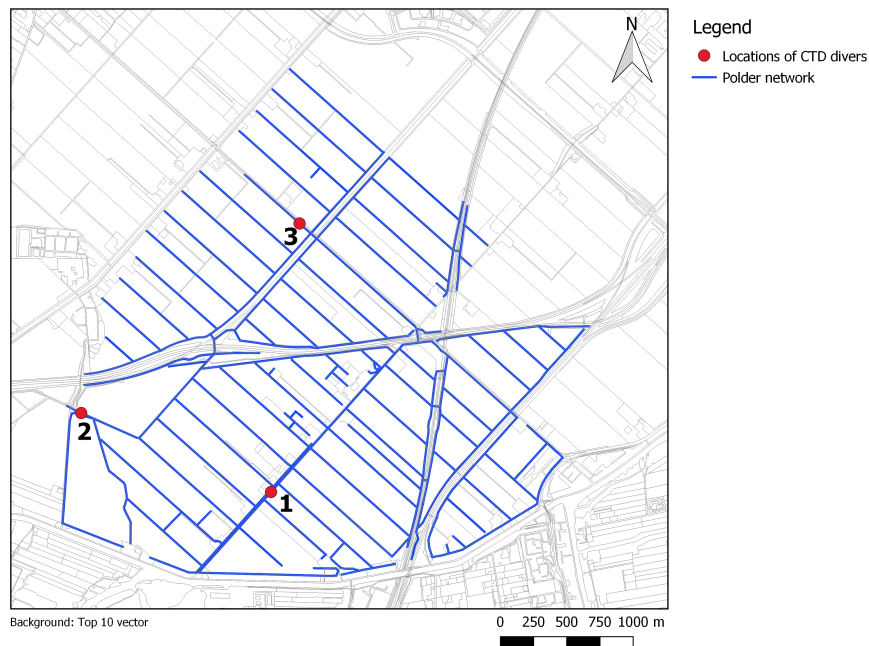 N
Legend
Locations of CTD divers
Polder network
3
2
1
Background: Top 10 vector
0 250 500 750 1000 m